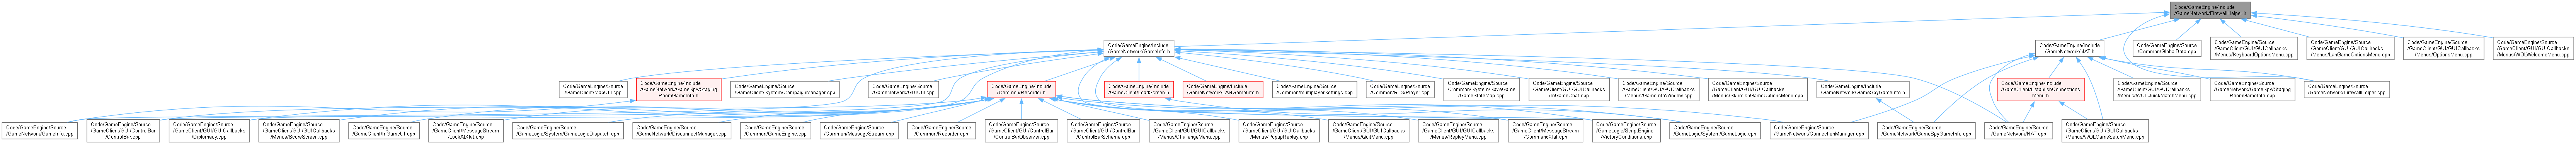 Code/GameEngine/Include
/GameNetwork/FirewallHelper.h
Code/GameEngine/Include
/GameNetwork/GameInfo.h
Code/GameEngine/Include
/GameNetwork/NAT.h
Code/GameEngine/Source
/Common/GlobalData.cpp
Code/GameEngine/Source
/GameClient/GUI/GUICallbacks
/Menus/KeyboardOptionsMenu.cpp
Code/GameEngine/Source
/GameClient/GUI/GUICallbacks
/Menus/LanGameOptionsMenu.cpp
Code/GameEngine/Source
/GameClient/GUI/GUICallbacks
/Menus/OptionsMenu.cpp
Code/GameEngine/Source
/GameClient/GUI/GUICallbacks
/Menus/WOLWelcomeMenu.cpp
Code/GameEngine/Source
/GameClient/MapUtil.cpp
Code/GameEngine/Include
/GameNetwork/GameSpy/Staging
RoomGameInfo.h
Code/GameEngine/Source
/GameClient/System/CampaignManager.cpp
Code/GameEngine/Source
/GameNetwork/GUIUtil.cpp
Code/GameEngine/Include
/Common/Recorder.h
Code/GameEngine/Include
/GameClient/LoadScreen.h
Code/GameEngine/Include
/GameNetwork/LANGameInfo.h
Code/GameEngine/Source
/Common/MultiplayerSettings.cpp
Code/GameEngine/Source
/Common/RTS/Player.cpp
Code/GameEngine/Source
/Common/System/SaveGame
/GameStateMap.cpp
Code/GameEngine/Source
/GameClient/GUI/GUICallbacks
/InGameChat.cpp
Code/GameEngine/Source
/GameClient/GUI/GUICallbacks
/Menus/GameInfoWindow.cpp
Code/GameEngine/Source
/GameClient/GUI/GUICallbacks
/Menus/SkirmishGameOptionsMenu.cpp
Code/GameEngine/Include
/GameNetwork/GameSpyGameInfo.h
Code/GameEngine/Include
/GameClient/EstablishConnections
Menu.h
Code/GameEngine/Source
/GameClient/GUI/GUICallbacks
/Menus/WOLQuickMatchMenu.cpp
Code/GameEngine/Source
/GameNetwork/GameSpy/Staging
RoomGameInfo.cpp
Code/GameEngine/Source
/GameNetwork/FirewallHelper.cpp
Code/GameEngine/Source
/GameNetwork/GameInfo.cpp
Code/GameEngine/Source
/GameClient/GUI/ControlBar
/ControlBar.cpp
Code/GameEngine/Source
/GameClient/GUI/GUICallbacks
/Diplomacy.cpp
Code/GameEngine/Source
/GameClient/GUI/GUICallbacks
/Menus/ScoreScreen.cpp
Code/GameEngine/Source
/GameClient/InGameUI.cpp
Code/GameEngine/Source
/GameClient/MessageStream
/LookAtXlat.cpp
Code/GameEngine/Source
/GameLogic/System/GameLogicDispatch.cpp
Code/GameEngine/Source
/GameNetwork/DisconnectManager.cpp
Code/GameEngine/Source
/Common/GameEngine.cpp
Code/GameEngine/Source
/Common/MessageStream.cpp
Code/GameEngine/Source
/Common/Recorder.cpp
Code/GameEngine/Source
/GameClient/GUI/ControlBar
/ControlBarObserver.cpp
Code/GameEngine/Source
/GameClient/GUI/ControlBar
/ControlBarScheme.cpp
Code/GameEngine/Source
/GameClient/GUI/GUICallbacks
/Menus/ChallengeMenu.cpp
Code/GameEngine/Source
/GameClient/GUI/GUICallbacks
/Menus/PopupReplay.cpp
Code/GameEngine/Source
/GameClient/GUI/GUICallbacks
/Menus/QuitMenu.cpp
Code/GameEngine/Source
/GameClient/GUI/GUICallbacks
/Menus/ReplayMenu.cpp
Code/GameEngine/Source
/GameClient/MessageStream
/CommandXlat.cpp
Code/GameEngine/Source
/GameLogic/ScriptEngine
/VictoryConditions.cpp
Code/GameEngine/Source
/GameLogic/System/GameLogic.cpp
Code/GameEngine/Source
/GameNetwork/ConnectionManager.cpp
Code/GameEngine/Source
/GameNetwork/GameSpyGameInfo.cpp
Code/GameEngine/Source
/GameNetwork/NAT.cpp
Code/GameEngine/Source
/GameClient/GUI/GUICallbacks
/Menus/WOLGameSetupMenu.cpp